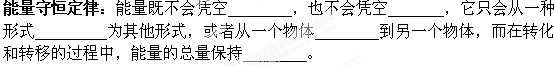 能量守恒定律：能量既不会凭空________，也不会凭空_______，它只会从一种
形式_________为其他形式，或者从一个物体________到另一个物体，而在转化
和转移的过程中，能量的总量保持________。